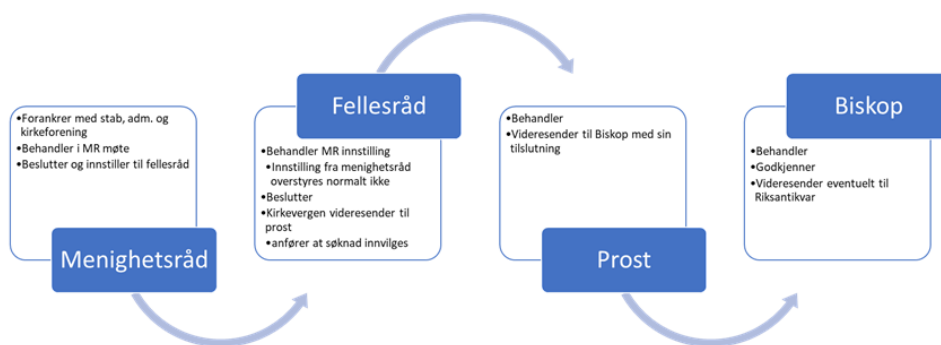 •Forankrer med stab, adm. og
kirkeforening
•Behandler i MR møte
•Beslutter og innstiller til fellesråd
Menighetsråd
Fellesråd
•Behandler MR innstilling
•Innstilling fra menighetsråd
overstyres normalt ikke
•Beslutter
•Kirkevergen videresender til
prost
•anfører at søknad innvilges
•Behandler
•Videresender til Biskop med sin
tilslutning
Prost
Biskop
•Behandler
•Godkjenner
•Videresender eventuelt til
Riksantikvar